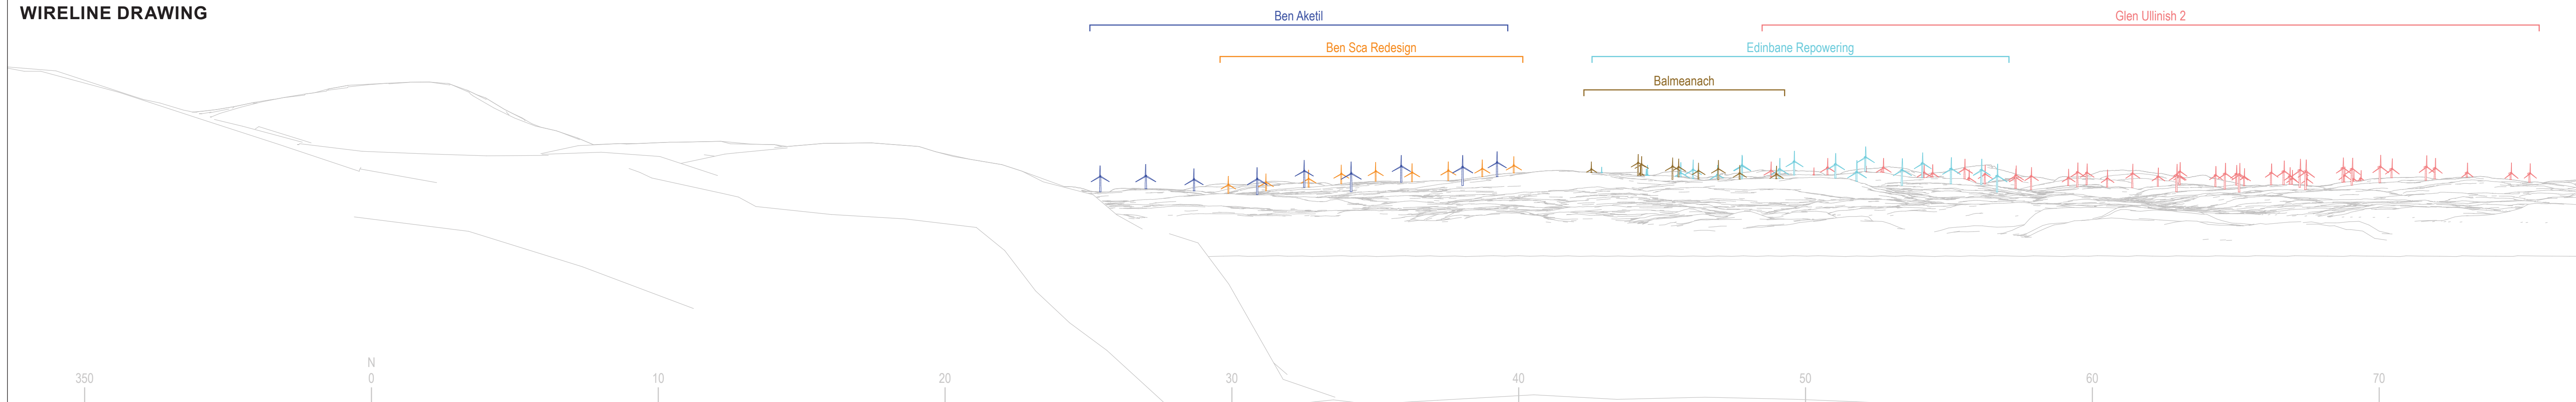 WIRELINE DRAWING
Ben Aketil
Glen Ullinish 2
Ben Sca Redesign
Edinbane Repowering
Balmeanach
N
350 0 10 20 30 40 50 60 70